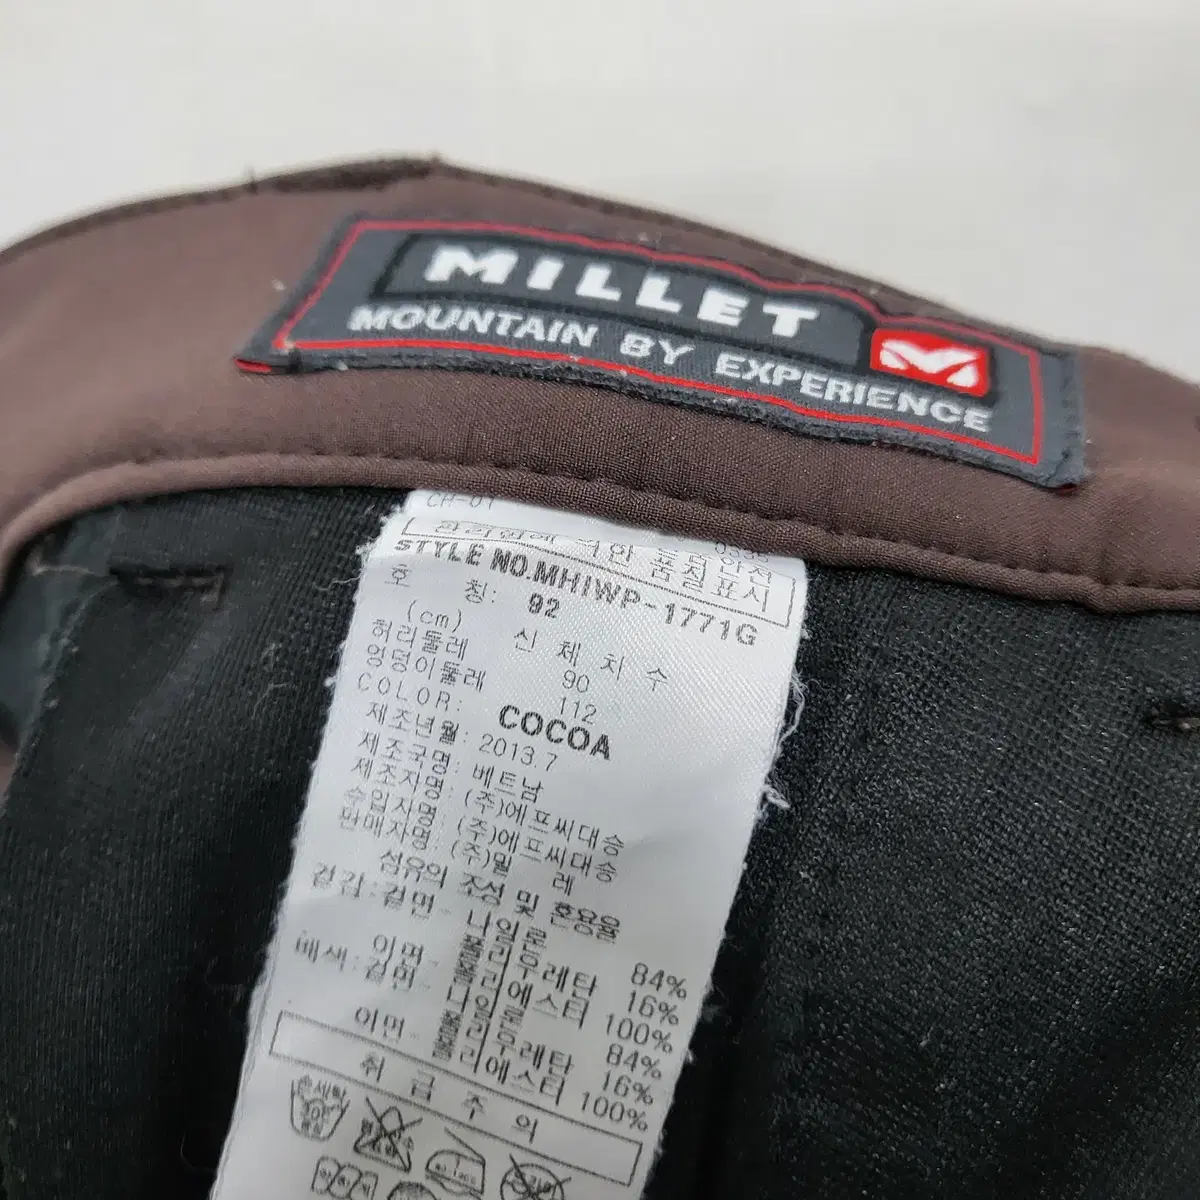 MILLET
MOUNTAIN BY EXPERIENCE
CH-01
STYLE NO.MHIWP-1771G
호 칭: 92
(cm) 신 체 치 수
허리둘레 90
엉덩이둘레 112
COLOR: COCOA
제조년월: 2013.7
제조국명: 베트남
제조자명: (주)에프씨대승
수입자명: (주)에프씨대승
판매자명: (주)밀 레
섬유의 조성 및 혼용율
겉감:겉면 - 나일론 84%
폴리우레탄 16%
이면 - 폴리에스터 100%
배색:겉면 - 나일론 84%
폴리우레탄 16%
이면 - 폴리에스터 100%
취 급 주 의
손세탁